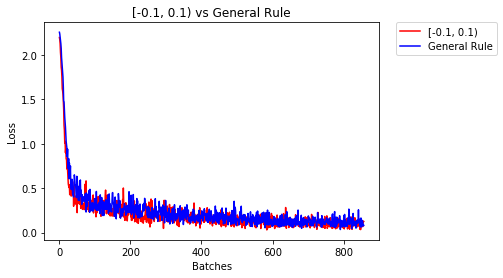 [-0.1, 0.1) vs General Rule
[-0.1, 0.1)
General Rule
2.0
1.5
1.0
0.5
0.0
Loss
0 200 400 600 800
Batches